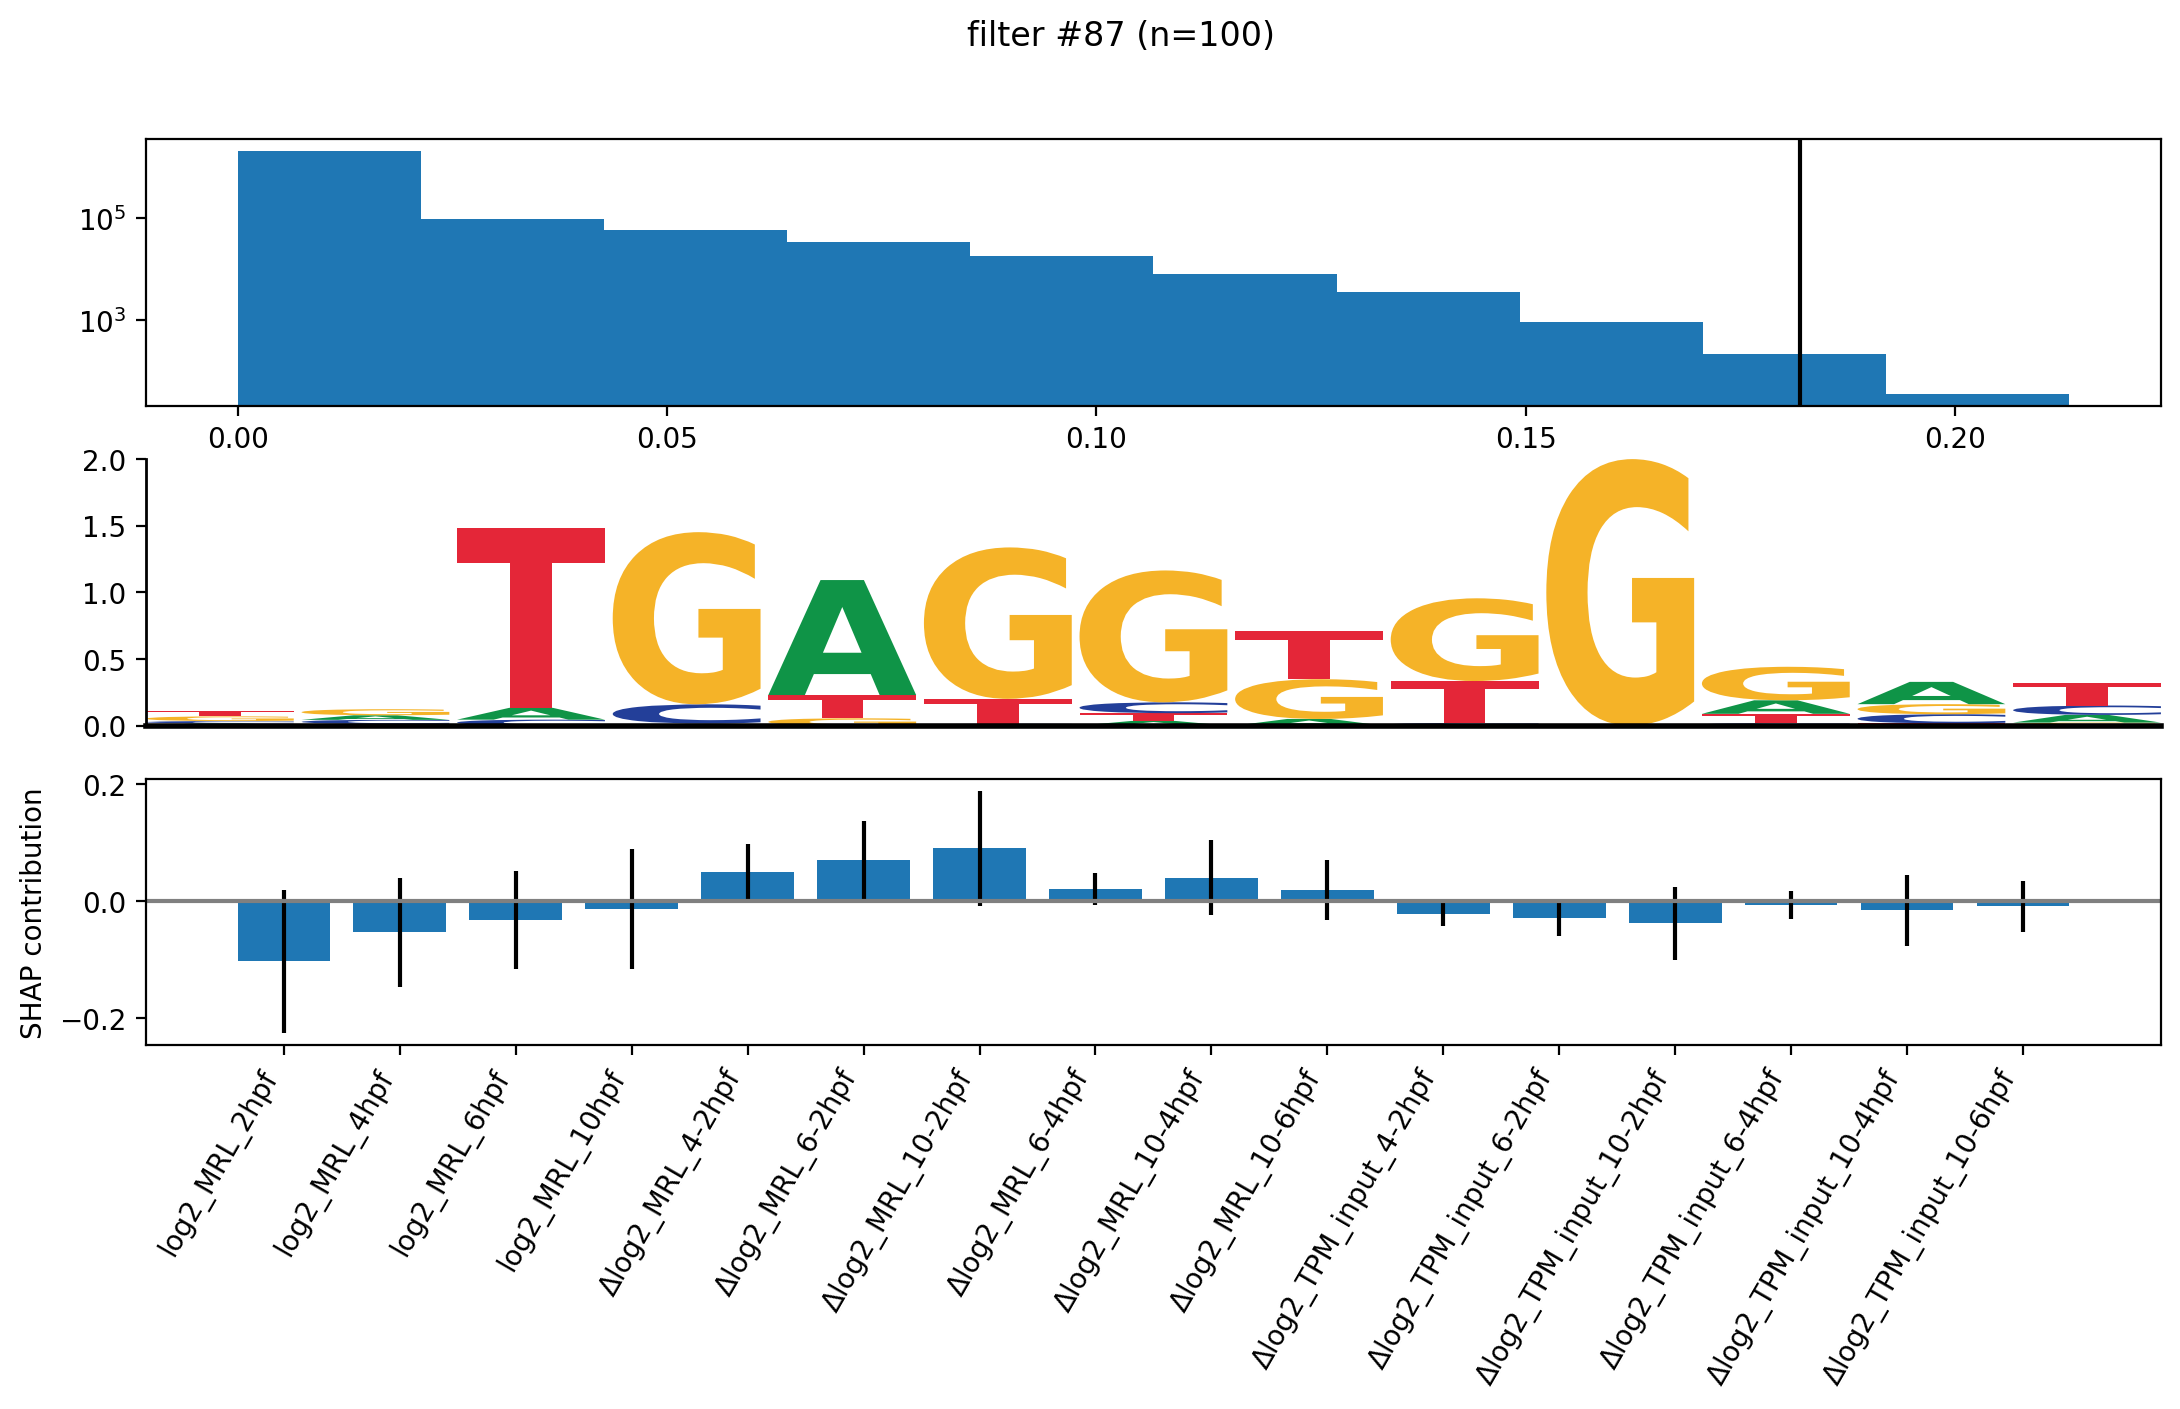 filter #87 (n=100)
10^5
10^3
0.00 0.05 0.10 0.15 0.20
2.0
1.5
1.0
0.5
0.0
TGAGGTGGGAT
SHAP contribution
0.2
0.0
−0.2
log2_MRL_2hpf
log2_MRL_4hpf
log2_MRL_6hpf
log2_MRL_10hpf
Δlog2_MRL_4-2hpf
Δlog2_MRL_6-2hpf
Δlog2_MRL_10-2hpf
Δlog2_MRL_6-4hpf
Δlog2_MRL_10-4hpf
Δlog2_MRL_10-6hpf
Δlog2_TPM_input_4-2hpf
Δlog2_TPM_input_6-2hpf
Δlog2_TPM_input_10-2hpf
Δlog2_TPM_input_6-4hpf
Δlog2_TPM_input_10-4hpf
Δlog2_TPM_input_10-6hpf